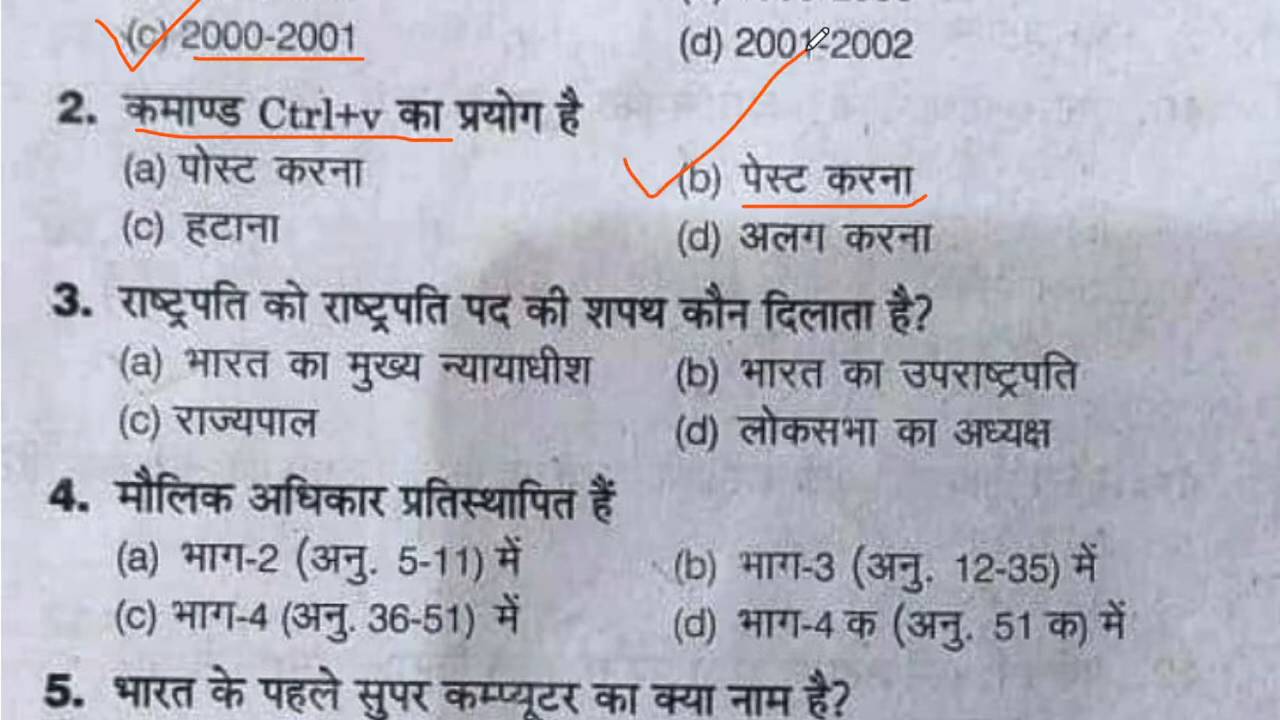 (c) 2000-2001 (d) 2001-2002
2. कमाण्ड Ctrl+v का प्रयोग है
(a) पोस्ट करना (b) पेस्ट करना
(c) हटाना (d) अलग करना
3. राष्ट्रपति को राष्ट्रपति पद की शपथ कौन दिलाता है?
(a) भारत का मुख्य न्यायाधीश (b) भारत का उपराष्ट्रपति
(c) राज्यपाल (d) लोकसभा का अध्यक्ष
4. मौलिक अधिकार प्रतिस्थापित हैं
(a) भाग-2 (अनु. 5-11) में (b) भाग-3 (अनु. 12-35) में
(c) भाग-4 (अनु. 36-51) में (d) भाग-4 क (अनु. 51 क) में
5. भारत के पहले सुपर कम्प्यूटर का क्या नाम है?